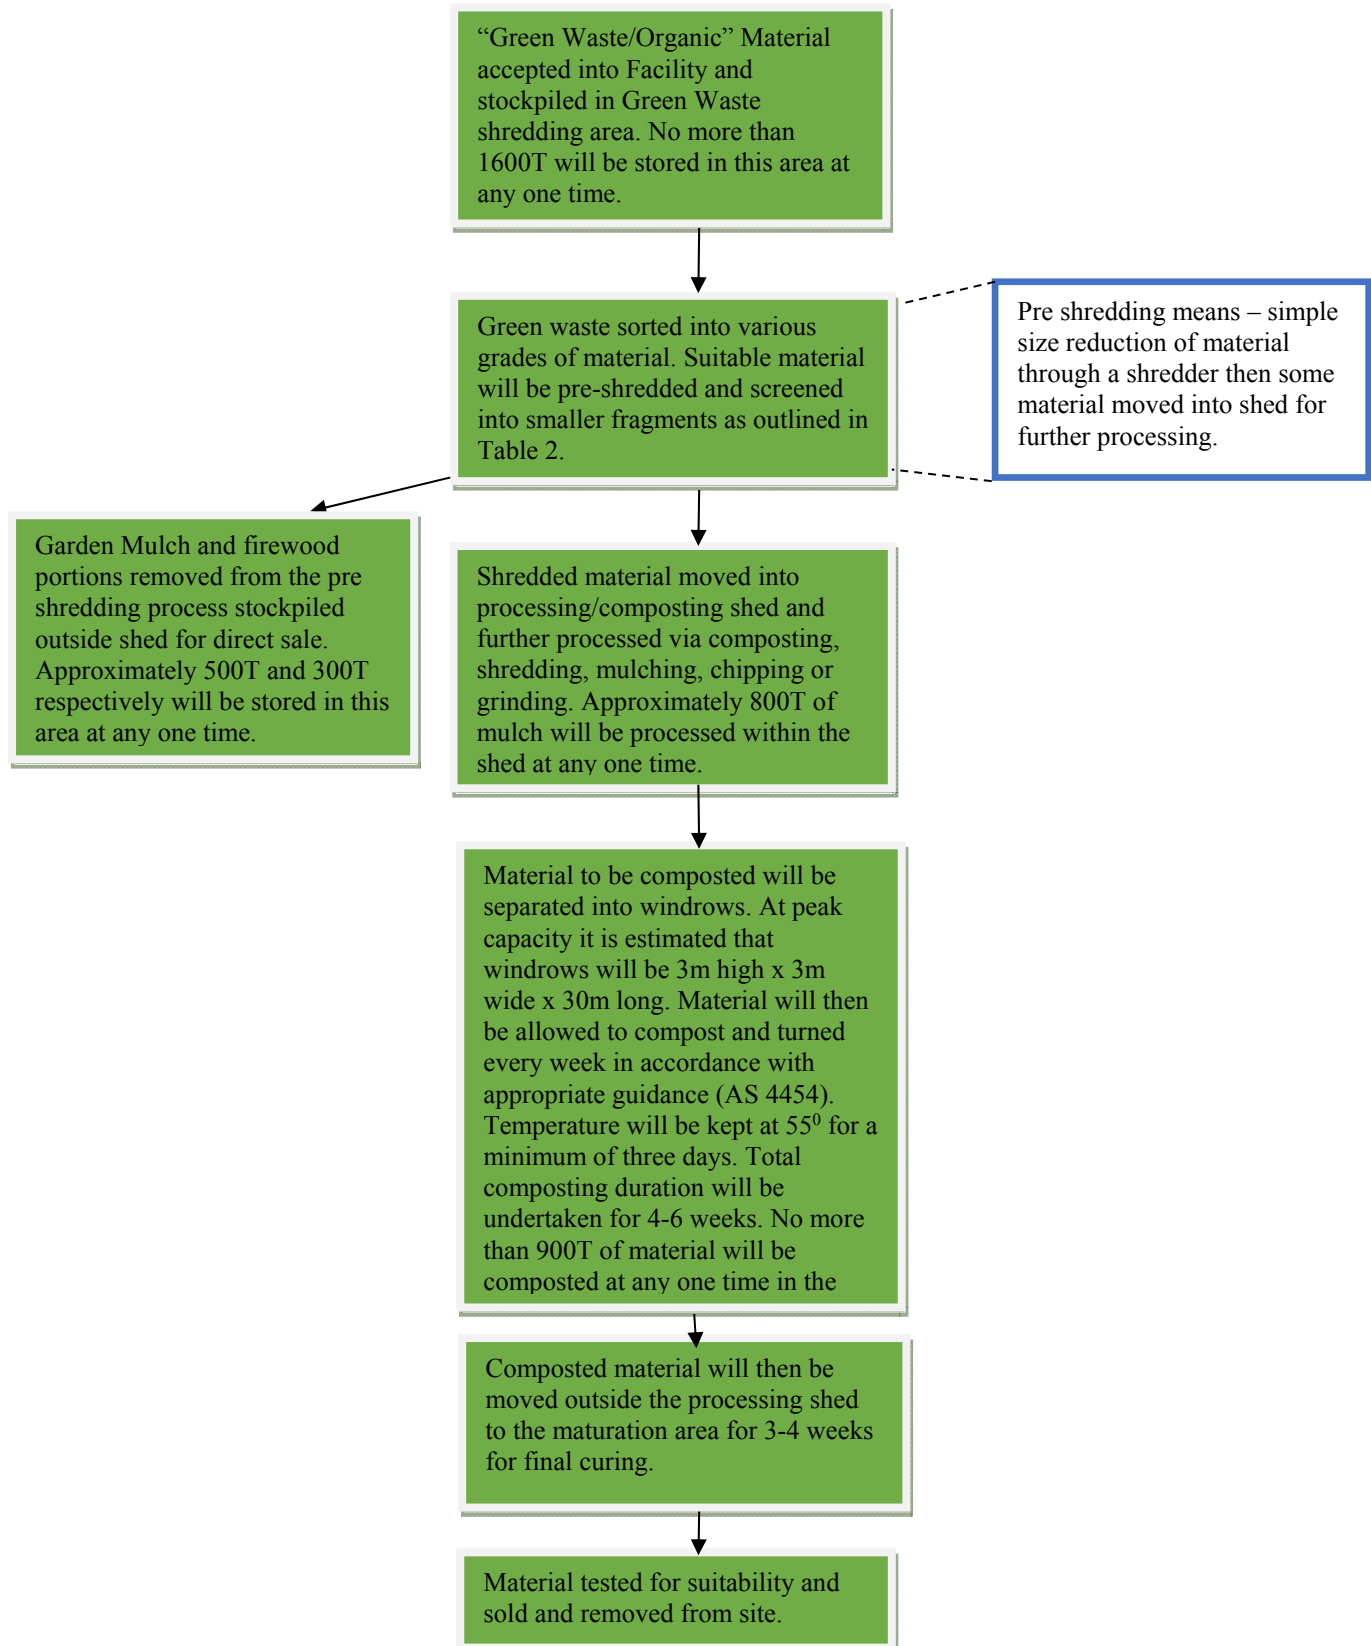 “Green Waste/Organic” Material
accepted into Facility and
stockpiled in Green Waste
shredding area. No more than
1600T will be stored in this area at
any one time.
Green waste sorted into various
grades of material. Suitable material
will be pre-shredded and screened
into smaller fragments as outlined in
Table 2.
Pre shredding means – simple
size reduction of material
through a shredder then some
material moved into shed for
further processing.
Garden Mulch and firewood
portions removed from the pre
shredding process stockpiled
outside shed for direct sale.
Approximately 500T and 300T
respectively will be stored in this
area at any one time.
Shredded material moved into
processing/composting shed and
further processed via composting,
shredding, mulching, chipping or
grinding. Approximately 800T of
mulch will be processed within the
shed at any one time.
Material to be composted will be
separated into windrows. At peak
capacity it is estimated that
windrows will be 3m high x 3m
wide x 30m long. Material will then
be allowed to compost and turned
every week in accordance with
appropriate guidance (AS 4454).
Temperature will be kept at 55⁰ for a
minimum of three days. Total
composting duration will be
undertaken for 4-6 weeks. No more
than 900T of material will be
composted at any one time in the
Composted material will then be
moved outside the processing shed
to the maturation area for 3-4 weeks
for final curing.
Material tested for suitability and
sold and removed from site.